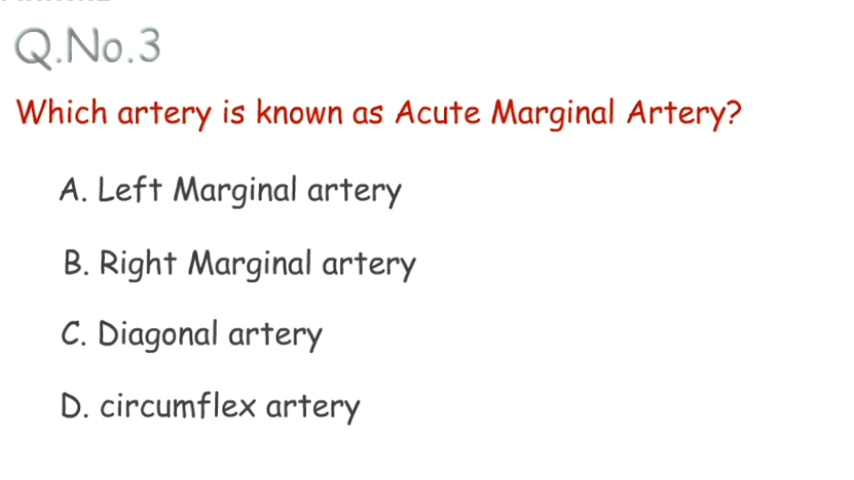 Q.No.3
Which artery is known as Acute Marginal Artery?
A. Left Marginal artery
B. Right Marginal artery
C. Diagonal artery
D. circumflex artery